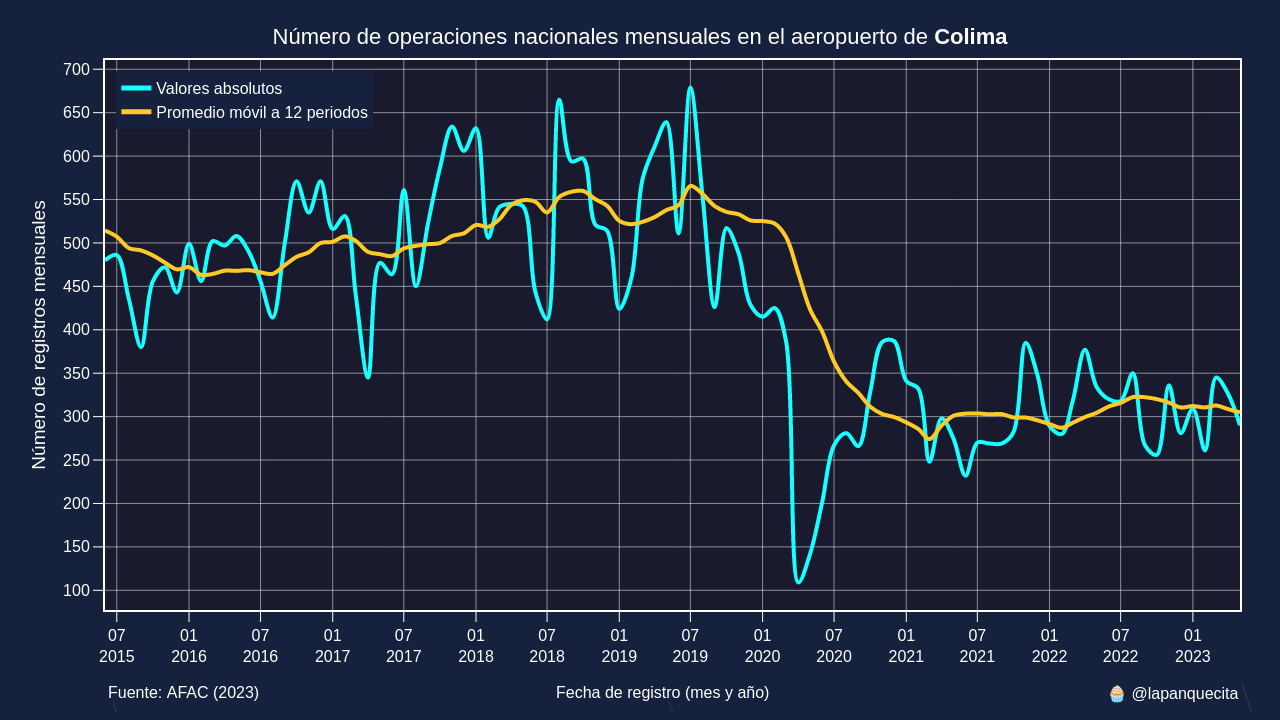 Número de operaciones nacionales mensuales en el aeropuerto de Colima
Valores absolutos
Promedio móvil a 12 periodos
Número de registros mensuales
700
650
600
550
500
450
400
350
300
250
200
150
100
07 01 07 01 07 01 07 01 07 01 07 01 07 01 07 01
2015 2016 2016 2017 2017 2018 2018 2019 2019 2020 2020 2021 2021 2022 2022 2023
Fuente: AFAC (2023)
Fecha de registro (mes y año)
🧁 @lapanquecita